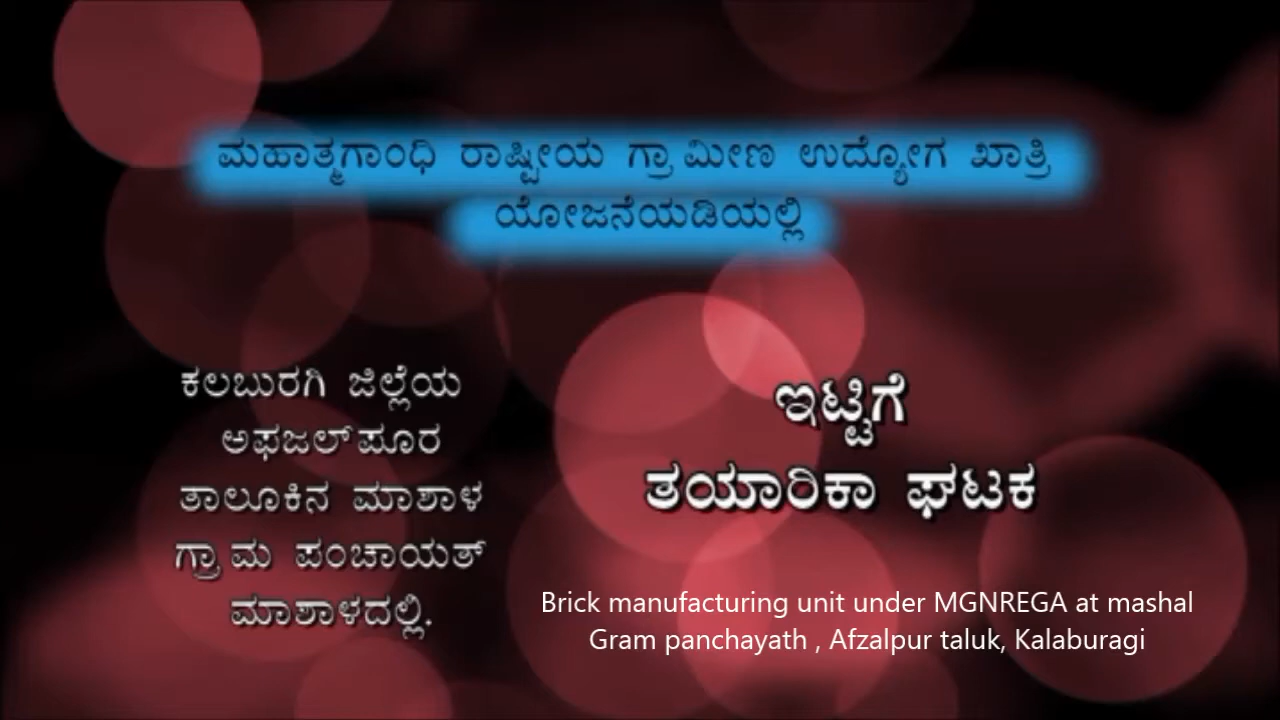 ಮಹಾತ್ಮಗಾಂಧಿ ರಾಷ್ಟ್ರೀಯ ಗ್ರಾಮೀಣ ಉದ್ಯೋಗ ಖಾತ್ರಿ
ಯೋಜನೆಯಡಿಯಲ್ಲಿ
ಕಲಬುರಗಿ ಜಿಲ್ಲೆಯ
ಅಫಜಲ್‌ಪೂರ
ತಾಲೂಕಿನ ಮಾಶಾಳ
ಗ್ರಾಮ ಪಂಚಾಯತ್
ಮಾಶಾಳದಲ್ಲಿ.
ಇಟ್ಟಿಗೆ
ತಯಾರಿಕಾ ಘಟಕ
Brick manufacturing unit under MGNREGA at mashal
Gram panchayath , Afzalpur taluk, Kalaburagi